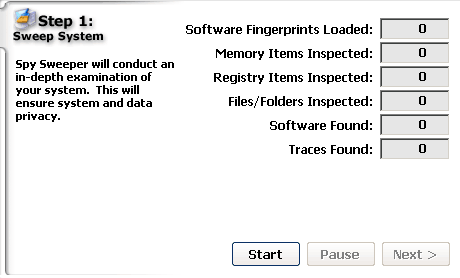 Step 1:
Sweep System
Spy Sweeper will conduct an
in-depth examination of
your system. This will
ensure system and data
privacy.
Software Fingerprints Loaded: 0
Memory Items Inspected: 0
Registry Items Inspected: 0
Files/Folders Inspected: 0
Software Found: 0
Traces Found: 0
Start Pause Next >